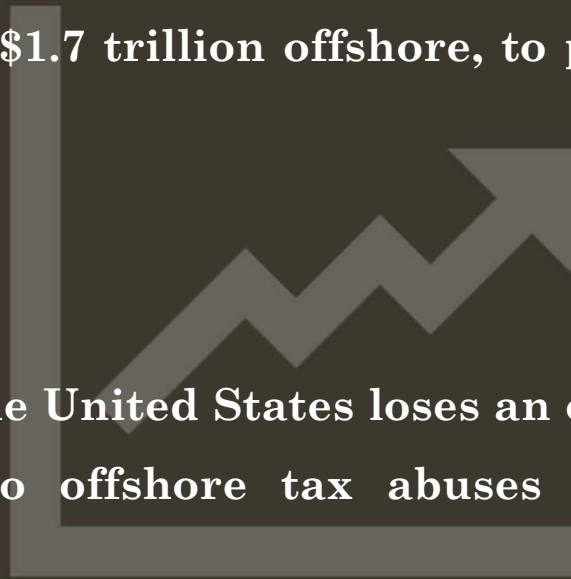 $1.7 trillion offshore, to
United States loses an
offshore tax abuses